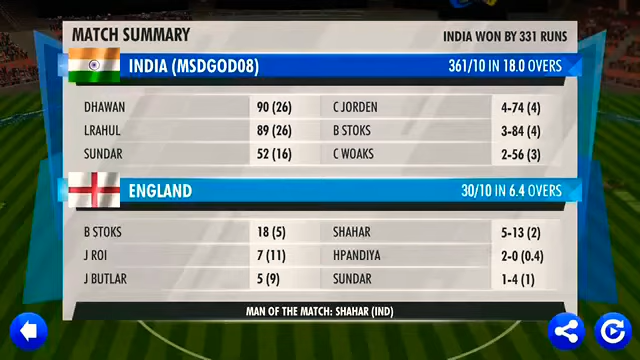 MATCH SUMMARY INDIA WON BY 331 RUNS
INDIA (MSDGOD08) 361/10 IN 18.0 OVERS
DHAWAN 90 (26) C JORDEN 4-74 (4)
LRAHUL 89 (26) B STOKS 3-84 (4)
SUNDAR 52 (16) C WOAKS 2-56 (3)
ENGLAND 30/10 IN 6.4 OVERS
B STOKS 18 (5) SHAHAR 5-13 (2)
J ROI 7 (11) HPANDIYA 2-0 (0.4)
J BUTLAR 5 (9) SUNDAR 1-4 (1)
MAN OF THE MATCH: SHAHAR (IND)